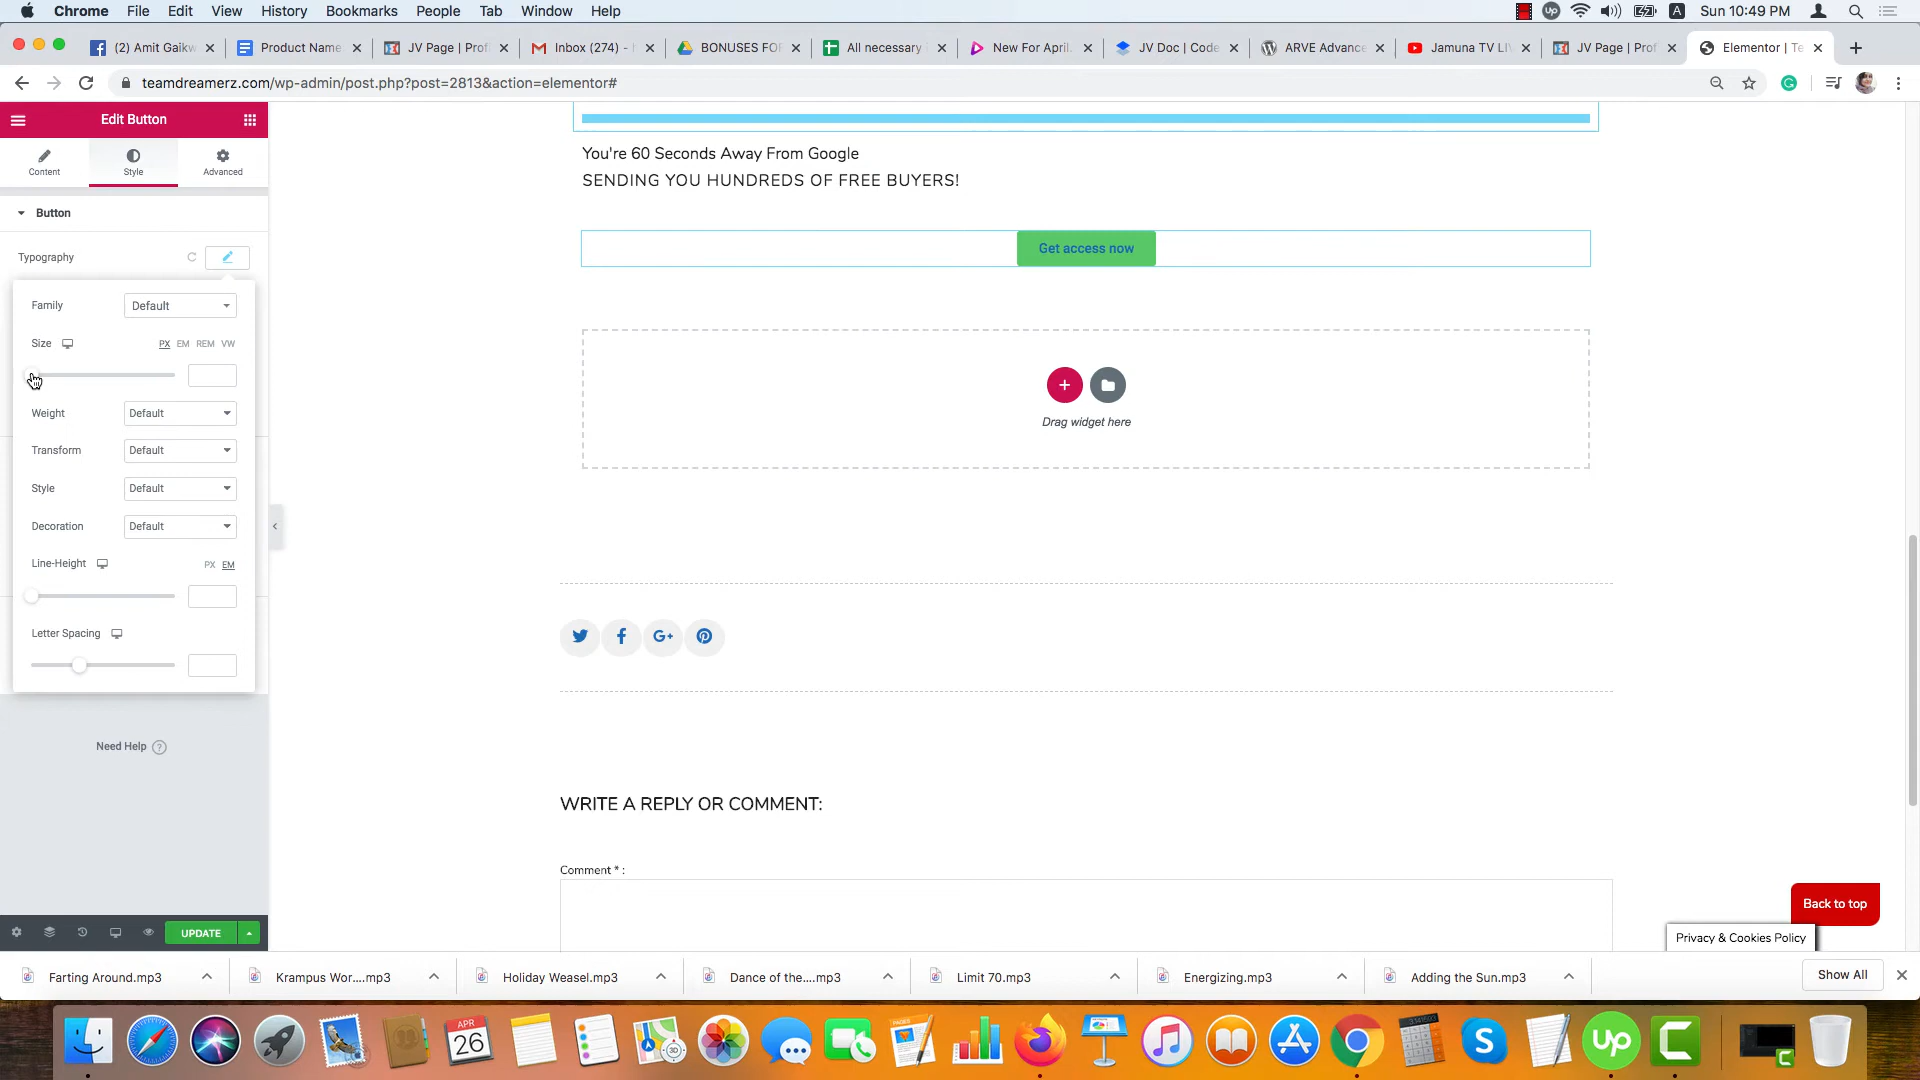 Chrome File Edit View History Bookmarks People Tab Window Help
Sun 10:49 PM
(2) Amit Gaikw
Product Name
JV Page | Prof
Inbox (274) -
BONUSES FO
All necessary
New For April.
JV Doc | Code
ARVE Advance
Jamuna TV LI
JV Page | Prof
Elementor | Te
teamdreamerz.com/wp-admin/post.php?post=2813&action=elementor#
Edit Button
Content
Style
Advanced
Button
Typography
Family Default
Size PX EM REM VW
Weight Default
Transform Default
Style Default
Decoration Default
Line-Height PX EM
Letter Spacing
Need Help ?
UPDATE
You're 60 Seconds Away From Google
SENDING YOU HUNDREDS OF FREE BUYERS!
Get access now
Drag widget here
WRITE A REPLY OR COMMENT:
Comment * :
Back to top
Privacy & Cookies Policy
Farting Around.mp3
Krampus Wor....mp3
Holiday Weasel.mp3
Dance of the....mp3
Limit 70.mp3
Energizing.mp3
Adding the Sun.mp3
Show All
APR
26